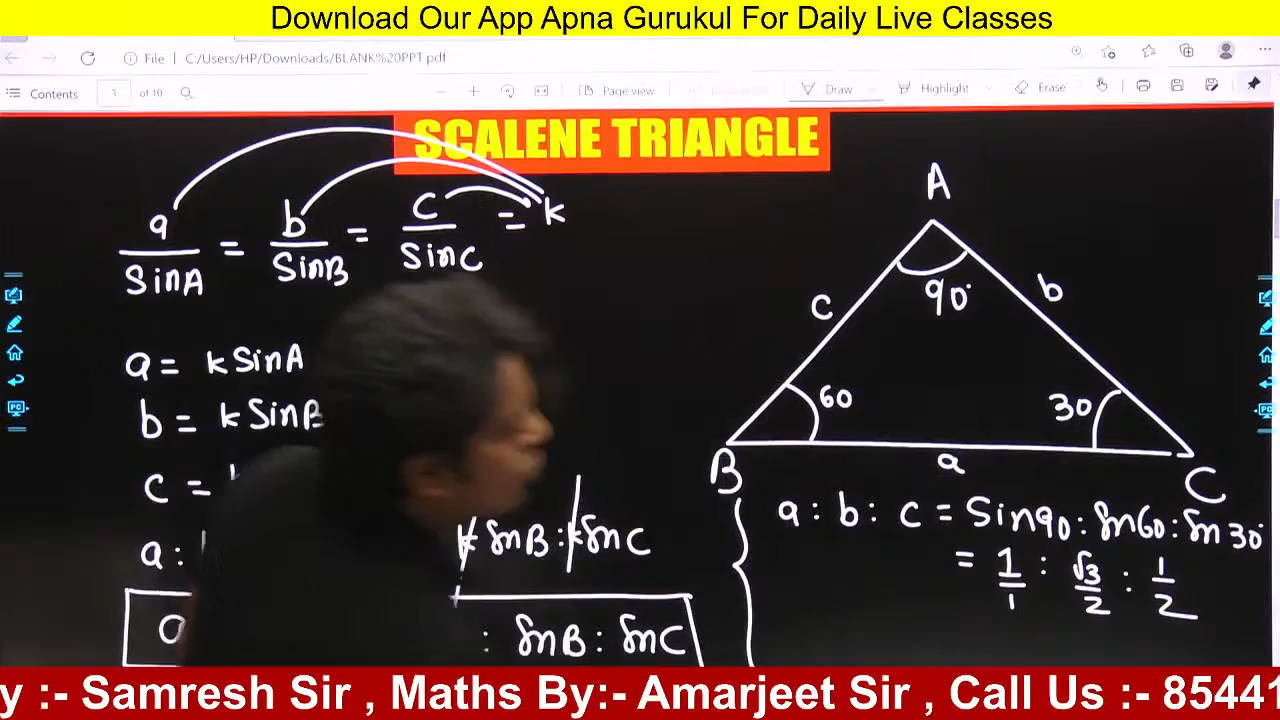 Download Our App Apna Gurukul For Daily Live Classes
File C:/Users/HP/Downloads/BLANK%20PPT pdf
Contents 3 of 10 Page view Draw Highlight Erase
SCALENE TRIANGLE
a/SinA = b/SinB = c/SinC = k
a = k SinA
b = k SinB
c =
a :
k SinB : k SinC
: SinB : SinC
A
90°
c
b
60
30
B
a
C
a : b : c = Sin90 : Sin60 : Sin30°
= 1/1 : √3/2 : 1/2
y :- Samresh Sir , Maths By:- Amarjeet Sir , Call Us :- 85441